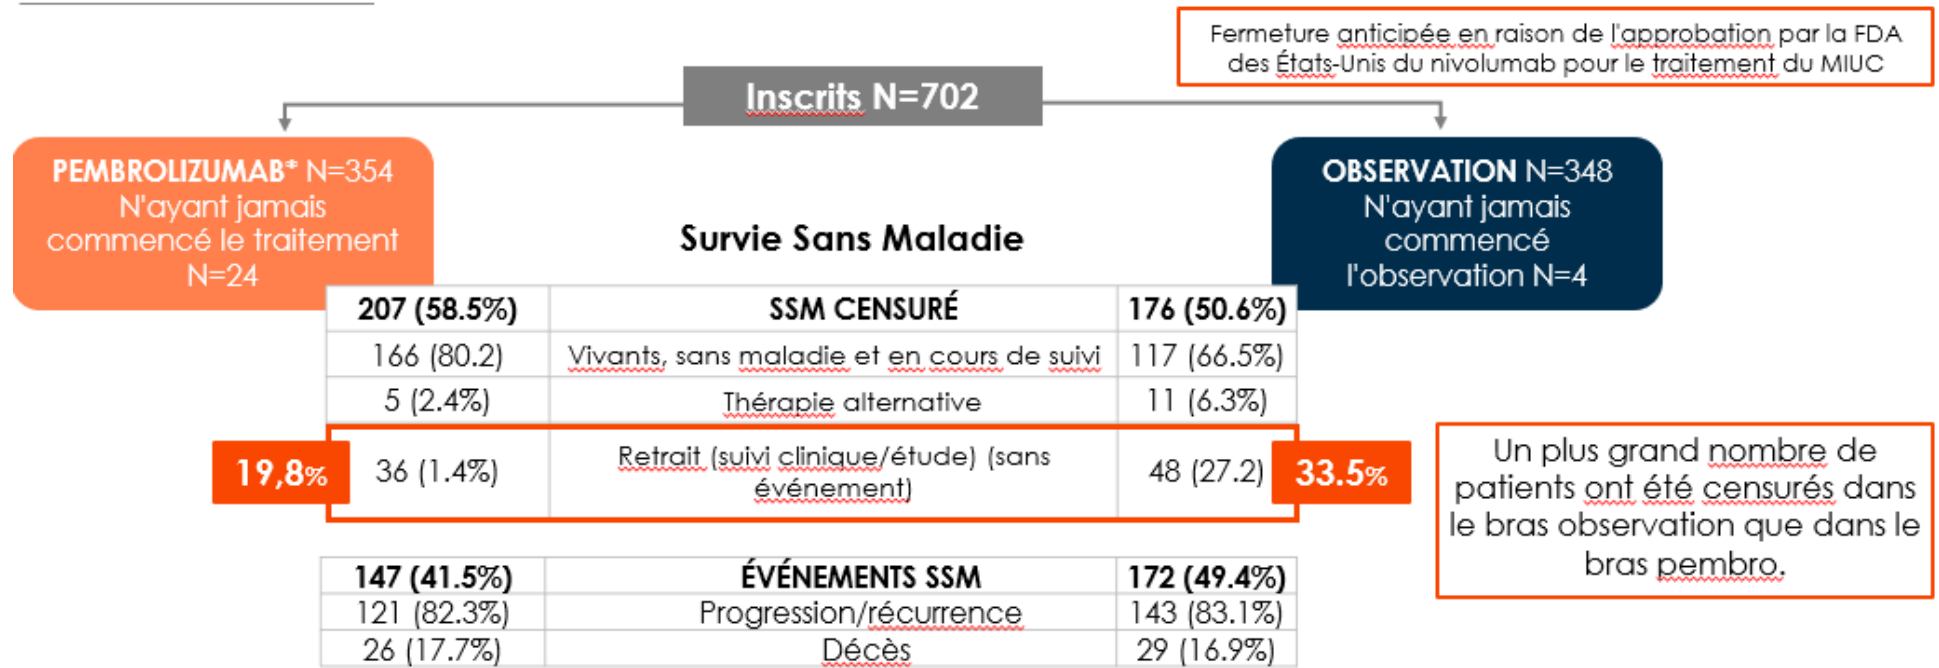 Fermeture anticipée en raison de l'approbation par la FDA
des États-Unis du nivolumab pour le traitement du MIUC
Inscrits N=702
PEMBROLIZUMAB* N=354
N'ayant jamais
commencé le traitement
N=24
OBSERVATION N=348
N'ayant jamais
commencé
l'observation N=4
Survie Sans Maladie
207 (58.5%) SSM CENSURÉ 176 (50.6%)
166 (80.2) Vivants, sans maladie et en cours de suivi 117 (66.5%)
5 (2.4%) Thérapie alternative 11 (6.3%)
19,8% 36 (1.4%) Retrait (suivi clinique/étude) (sans
événement) 48 (27.2) 33.5%
Un plus grand nombre de
patients ont été censurés dans
le bras observation que dans le
bras pembro.
147 (41.5%) ÉVÉNEMENTS SSM 172 (49.4%)
121 (82.3%) Progression/récurrence 143 (83.1%)
26 (17.7%) Décès 29 (16.9%)